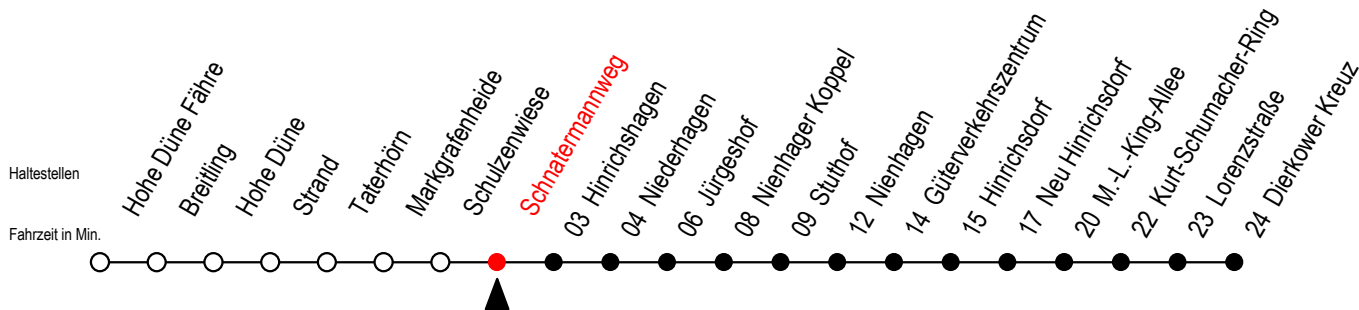 Haltestellen
Fahrzeit in Min.
Hohe Düne Fähre
Breitling
Hohe Düne
Strand
Taterhörn
Markgrafenheide
Schulzenwiese
Schnatermannweg
03 Hinrichshagen
04 Niederhagen
06 Jürgeshof
08 Nienhager Koppel
09 Stuthof
12 Nienhagen
14 Güterverkehrszentrum
15 Hinrichsdorf
17 Neu Hinrichsdorf
20 M.-L.-King-Allee
22 Kurt-Schumacher-Ring
23 Lorenzstraße
24 Dierkower Kreuz